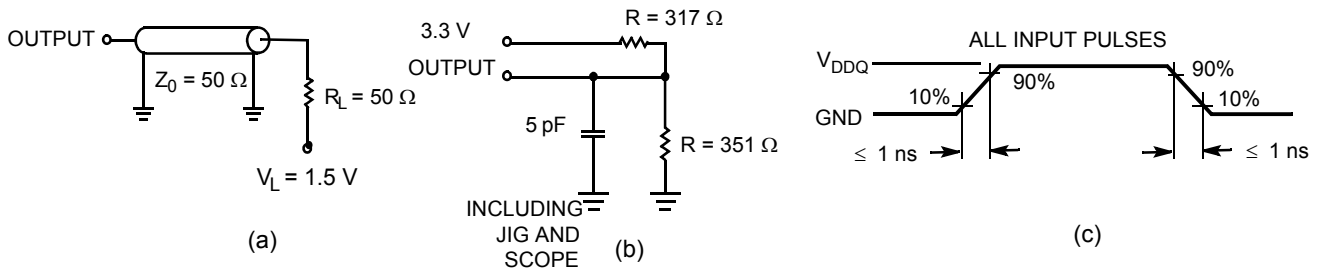 OUTPUT
Z0 = 50 Ω
RL = 50 Ω
VL = 1.5 V
(a)
3.3 V
OUTPUT
R = 317 Ω
5 pF
R = 351 Ω
INCLUDING
JIG AND
SCOPE
(b)
ALL INPUT PULSES
VDDQ
GND
10%
90%
90%
10%
≤ 1 ns
≤ 1 ns
(c)